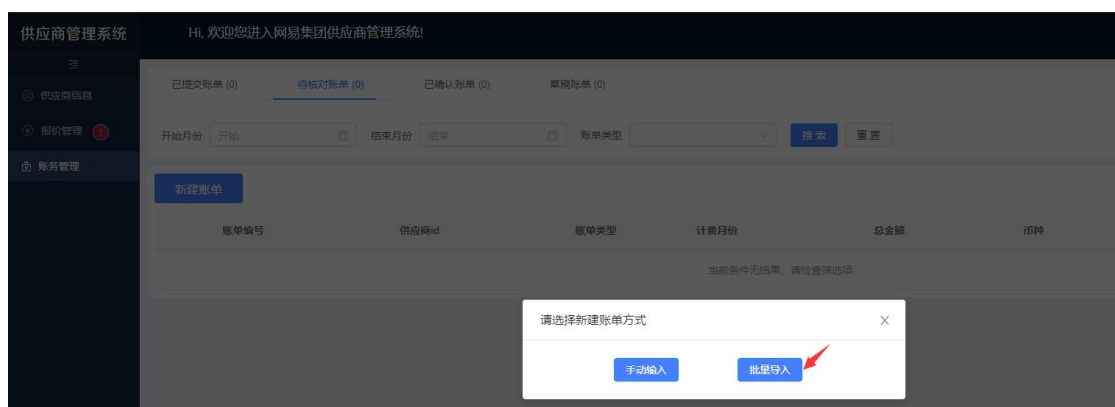 供应商管理系统
Hi, 欢迎您进入网易集团供应商管理系统!
供应商信息
报价管理 1
账务管理
已提交账单 (0) 待核对账单 (0) 已确认账单 (0) 草稿账单 (0)
开始月份 开始 结束月份 结束 账单类型 搜索 重置
新建账单
账单编号 供应商id 账单类型 计费月份 总金额 币种
当前条件无结果，请检查筛选项
请选择新建账单方式
手动输入 批量导入